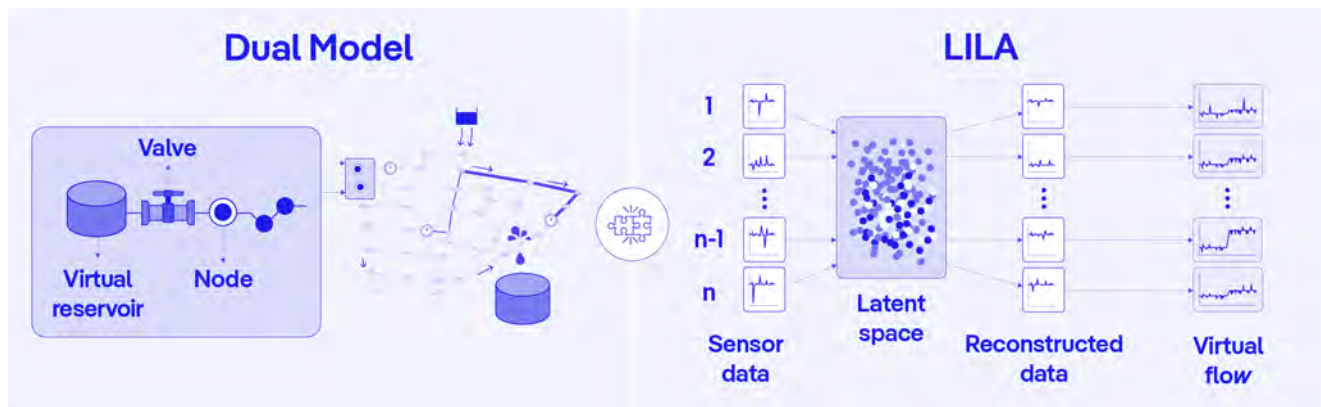 Dual Model
Valve
Virtual
reservoir
Node
LILA
1
2
n-1
n
Sensor
data
Latent
space
Reconstructed
data
Virtual
flow